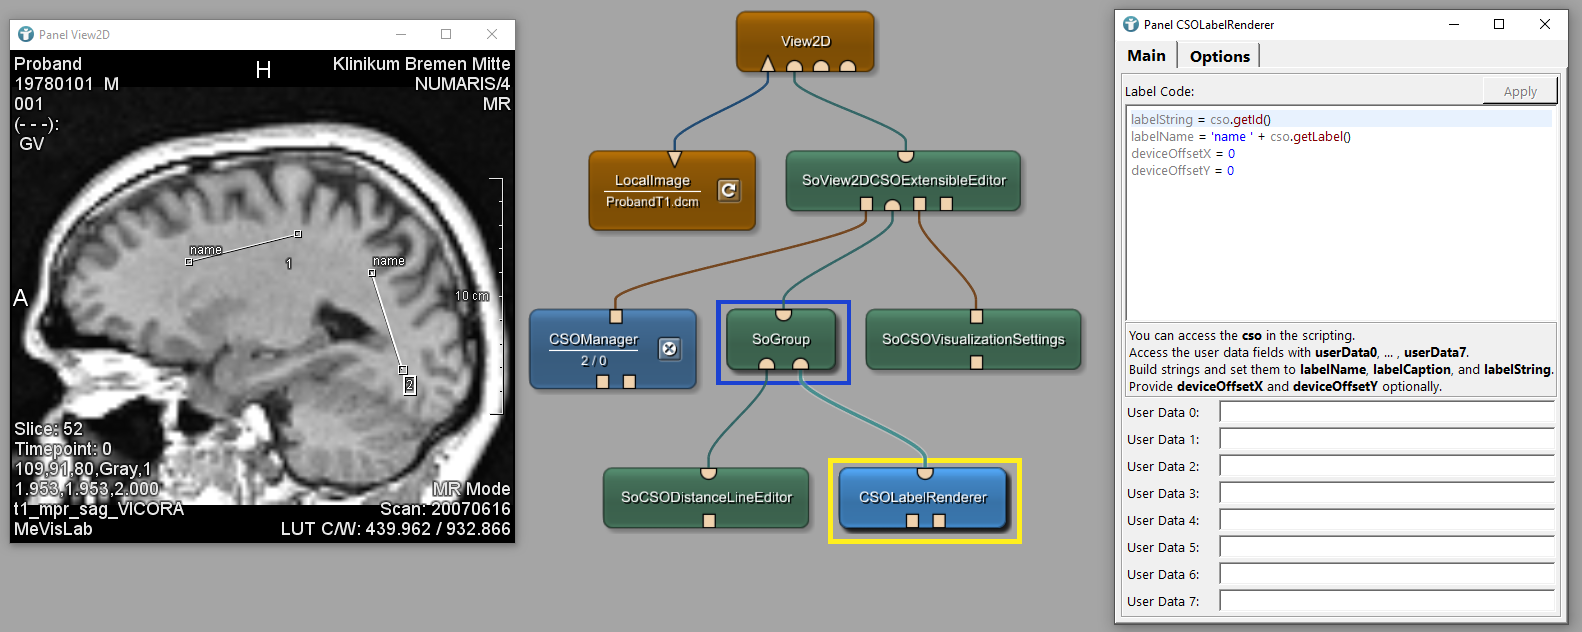 Panel View2D
Proband
19780101 M
001
(- - -):
GV
H
Klinikum Bremen Mitte
NUMARIS/4
MR
A
name
1
name
2
10 cm
Slice: 52
Timepoint: 0
109,91,80,Gray,1
1.953,1.953,2.000
t1_mpr_sag_VICORA
MeVisLab
MR Mode
Scan: 20070616
LUT C/W: 439.962 / 932.866
View2D
LocalImage
ProbandT1.dcm
SoView2DCSOExtensibleEditor
CSOManager
2 / 0
SoGroup
SoCSOVisualizationSettings
SoCSODistanceLineEditor
CSOLabelRenderer
Panel CSOLabelRenderer
Main
Options
Label Code:
Apply
labelString = cso.getId()
labelName = 'name ' + cso.getLabel()
deviceOffsetX = 0
deviceOffsetY = 0
You can access the cso in the scripting.
Access the user data fields with userData0, ... , userData7.
Build strings and set them to labelName, labelCaption, and labelString.
Provide deviceOffsetX and deviceOffsetY optionally.
User Data 0:
User Data 1:
User Data 2:
User Data 3:
User Data 4:
User Data 5:
User Data 6:
User Data 7: